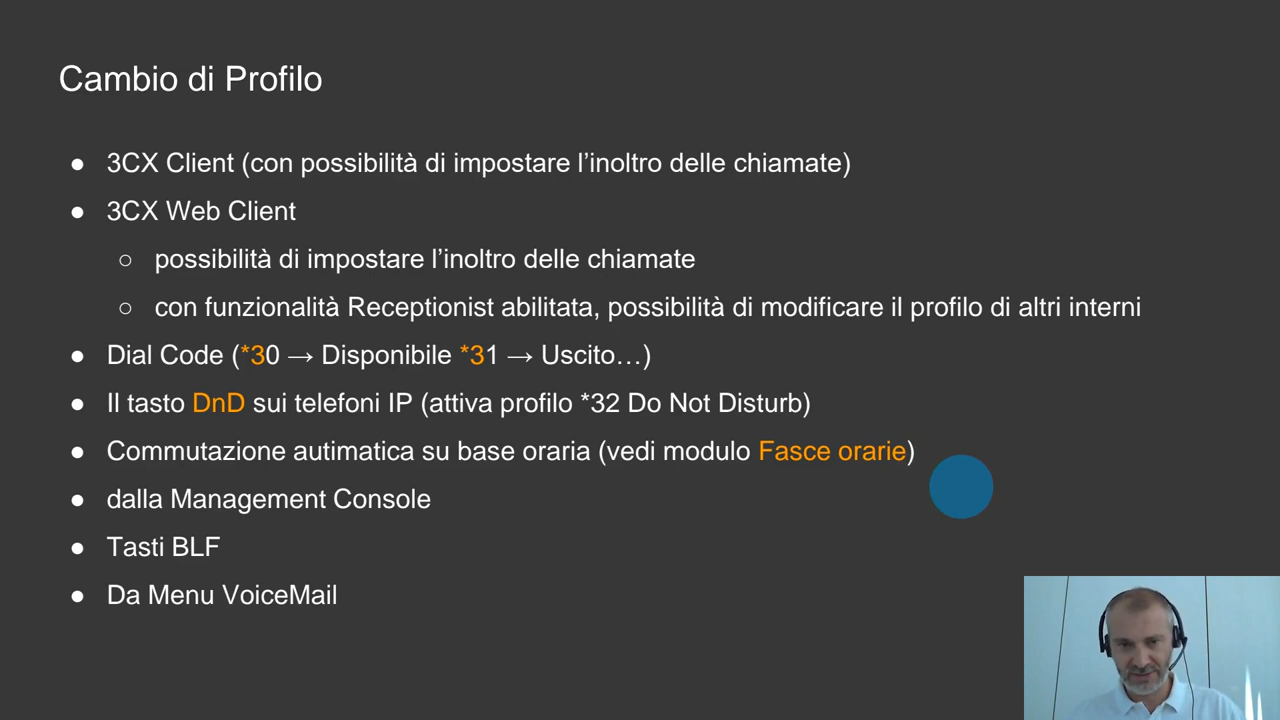 Cambio di Profilo
● 3CX Client (con possibilità di impostare l’inoltro delle chiamate)
● 3CX Web Client
○ possibilità di impostare l’inoltro delle chiamate
○ con funzionalità Receptionist abilitata, possibilità di modificare il profilo di altri interni
● Dial Code (*30 → Disponibile *31 → Uscito…)
● Il tasto DnD sui telefoni IP (attiva profilo *32 Do Not Disturb)
● Commutazione autimatica su base oraria (vedi modulo Fasce orarie)
● dalla Management Console
● Tasti BLF
● Da Menu VoiceMail